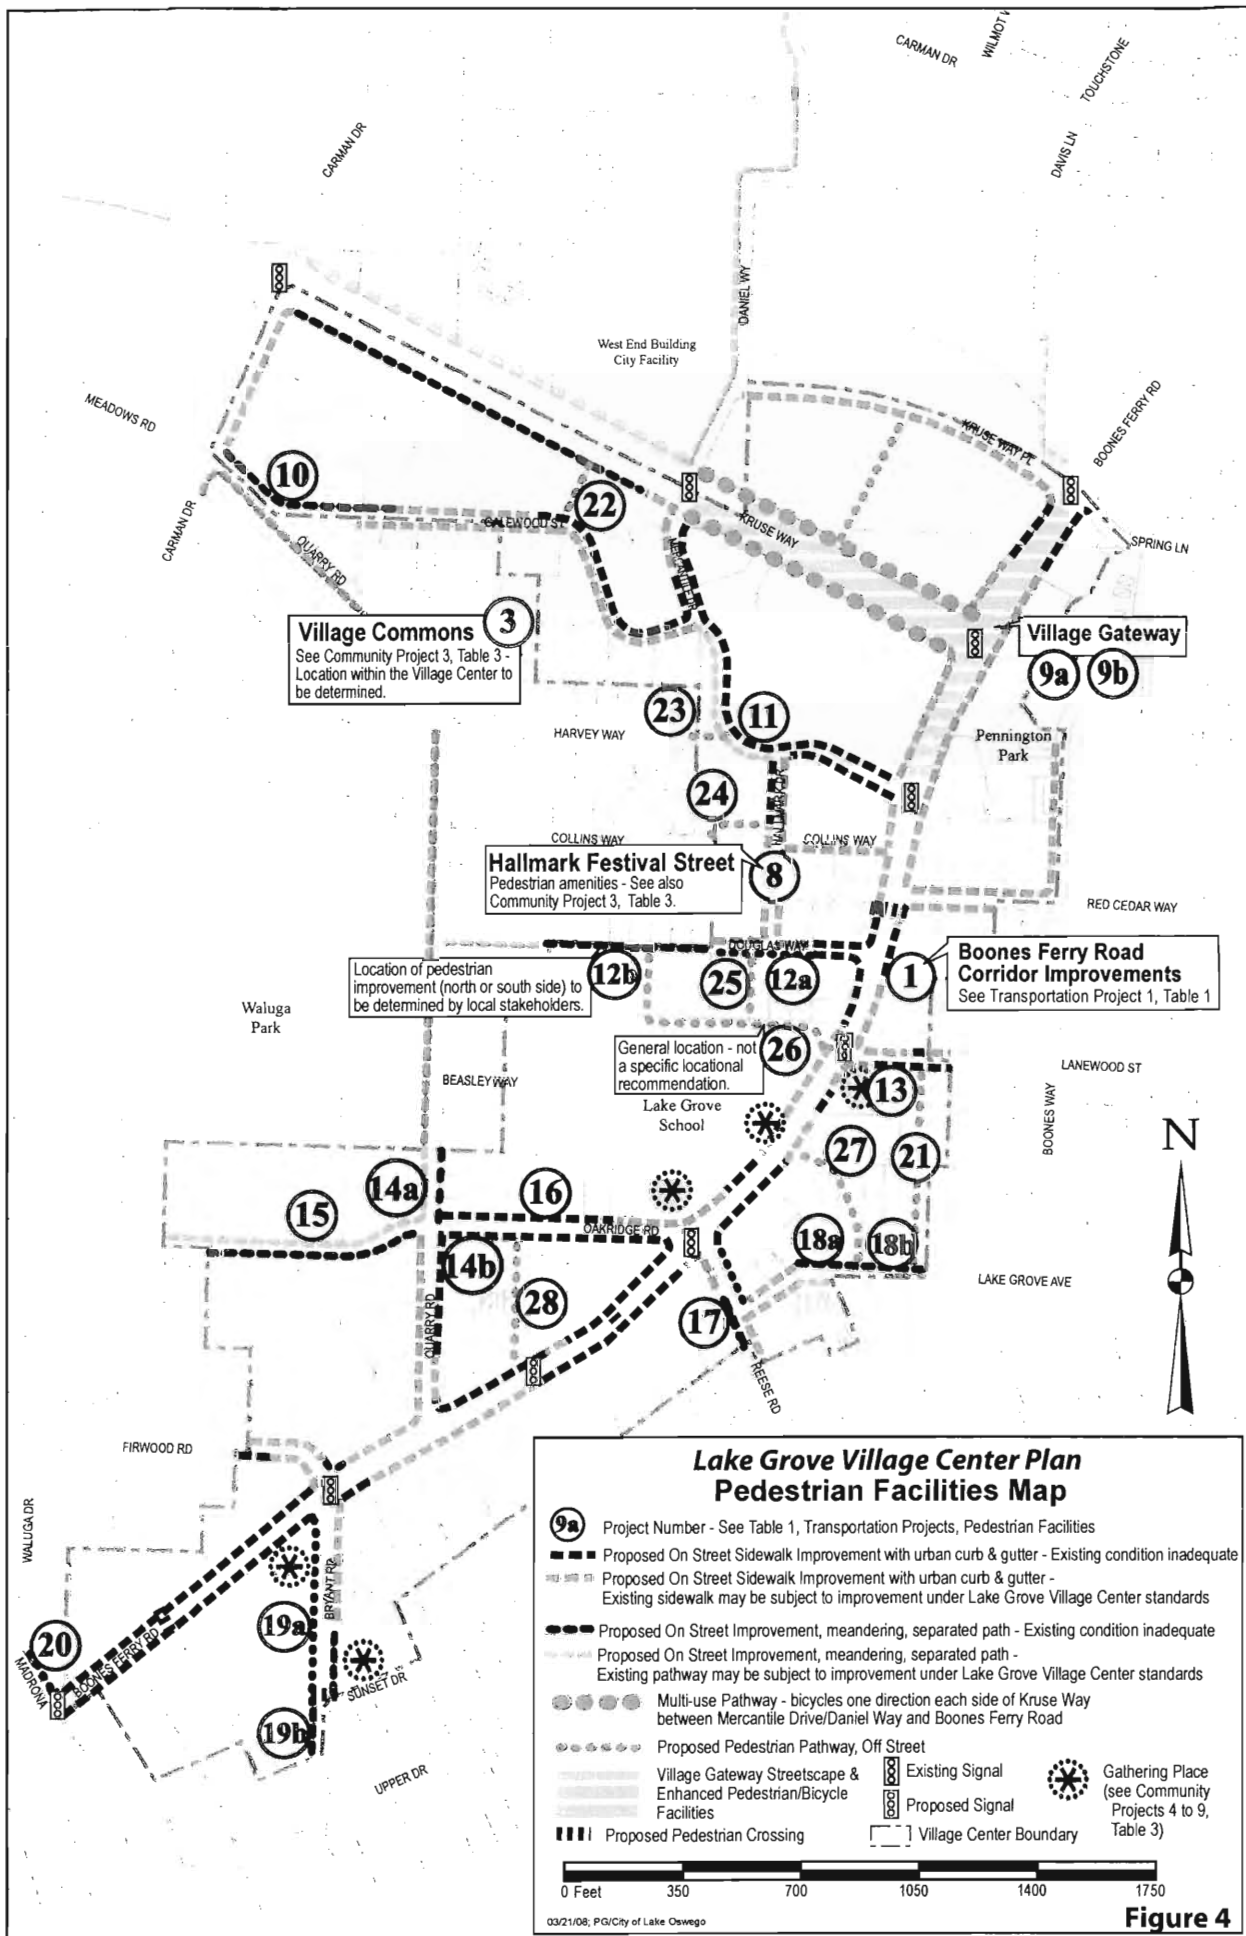 CARMAN DR
WILMOT
TOUCHSTONE
CARMAN DR
DAVIS LN
DANIEL WY
West End Building
City Facility
MEADOWS RD
KRUSE WAY PL
BOONES FERRY RD
10
22
CARMAN DR
GALEWOOD ST
KRUSE WAY
SPRING LN
QUARRY RD
MERCANTILE DR
Village Commons
3
See Community Project 3, Table 3 -
Location within the Village Center to
be determined.
Village Gateway
9a
9b
23
11
HARVEY WAY
Pennington
Park
24
HALLMARK DR
COLLINS WAY
COLLINS WAY
Hallmark Festival Street
Pedestrian amenities - See also
Community Project 3, Table 3.
8
RED CEDAR WAY
DOUGLAS WAY
Location of pedestrian
improvement (north or south side) to
be determined by local stakeholders.
12b
25
12a
1
Boones Ferry Road
Corridor Improvements
See Transportation Project 1, Table 1
Waluga
Park
General location - not
a specific locational
recommendation.
26
BEASLEY WAY
LANEWOOD ST
13
Lake Grove
School
BOONES WAY
N
27
21
14a
16
15
OAKRIDGE RD
18a
18b
14b
LAKE GROVE AVE
28
17
QUARRY RD
REESE RD
FIRWOOD RD
WALUGA DR
BRYANT RD
19a
20
MADRONA
BOONES FERRY RD
SUNSET DR
19b
UPPER DR
Lake Grove Village Center Plan
Pedestrian Facilities Map
9a Project Number - See Table 1, Transportation Projects, Pedestrian Facilities
Proposed On Street Sidewalk Improvement with urban curb & gutter - Existing condition inadequate
Proposed On Street Sidewalk Improvement with urban curb & gutter -
Existing sidewalk may be subject to improvement under Lake Grove Village Center standards
Proposed On Street Improvement, meandering, separated path - Existing condition inadequate
Proposed On Street Improvement, meandering, separated path -
Existing pathway may be subject to improvement under Lake Grove Village Center standards
Multi-use Pathway - bicycles one direction each side of Kruse Way
between Mercantile Drive/Daniel Way and Boones Ferry Road
Proposed Pedestrian Pathway, Off Street
Village Gateway Streetscape &
Enhanced Pedestrian/Bicycle
Facilities
Existing Signal
Proposed Signal
Gathering Place
(see Community
Projects 4 to 9,
Table 3)
Proposed Pedestrian Crossing
Village Center Boundary
0 Feet 350 700 1050 1400 1750
03/21/08; PG/City of Lake Oswego
Figure 4